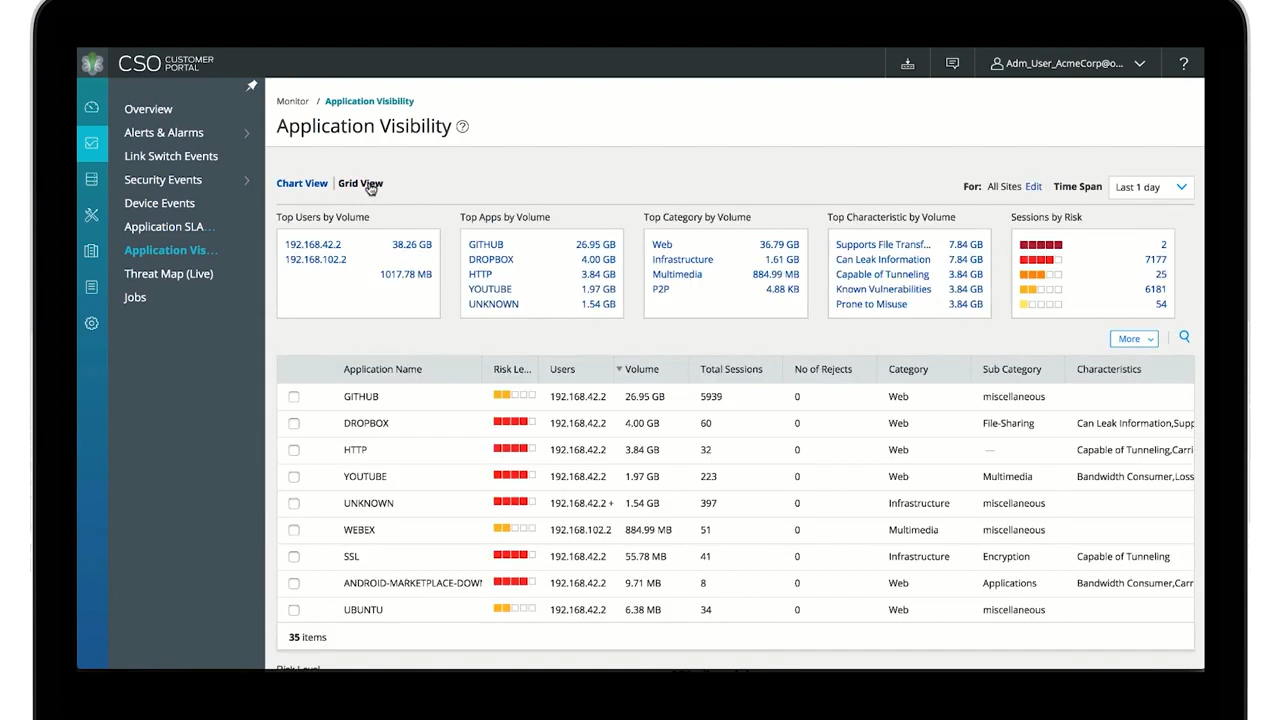 CSO CUSTOMER PORTAL
Adm_User_AcmeCorp@o...
?
Overview
Alerts & Alarms
Link Switch Events
Security Events
Device Events
Application SLA...
Application Vis...
Threat Map (Live)
Jobs
Monitor / Application Visibility
Application Visibility ?
Chart View | Grid View
For: All Sites Edit Time Span Last 1 day
Top Users by Volume
192.168.42.2 38.26 GB
192.168.102.2
1017.78 MB
Top Apps by Volume
GITHUB 26.95 GB
DROPBOX 4.00 GB
HTTP 3.84 GB
YOUTUBE 1.97 GB
UNKNOWN 1.54 GB
Top Category by Volume
Web 36.79 GB
Infrastructure 1.61 GB
Multimedia 884.99 MB
P2P 4.88 KB
Top Characteristic by Volume
Supports File Transf... 7.84 GB
Can Leak Information 7.84 GB
Capable of Tunneling 3.84 GB
Known Vulnerabilities 3.84 GB
Prone to Misuse 3.84 GB
Sessions by Risk
2
7177
25
6181
54
More
Application Name Risk Le... Users Volume Total Sessions No of Rejects Category Sub Category Characteristics
GITHUB 192.168.42.2 26.95 GB 5939 0 Web miscellaneous
DROPBOX 192.168.42.2 4.00 GB 60 0 Web File-Sharing Can Leak Information,Supp
HTTP 192.168.42.2 3.84 GB 32 0 Web — Capable of Tunneling,Carri
YOUTUBE 192.168.42.2 1.97 GB 223 0 Web Multimedia Bandwidth Consumer,Loss
UNKNOWN 192.168.42.2 + 1.54 GB 397 0 Infrastructure miscellaneous
WEBEX 192.168.102.2 884.99 MB 51 0 Multimedia miscellaneous
SSL 192.168.42.2 55.78 MB 41 0 Infrastructure Encryption Capable of Tunneling
ANDROID-MARKETPLACE-DOWN 192.168.42.2 9.71 MB 8 0 Web Applications Bandwidth Consumer,Carr
UBUNTU 192.168.42.2 6.38 MB 34 0 Web miscellaneous
35 items
Risk Level